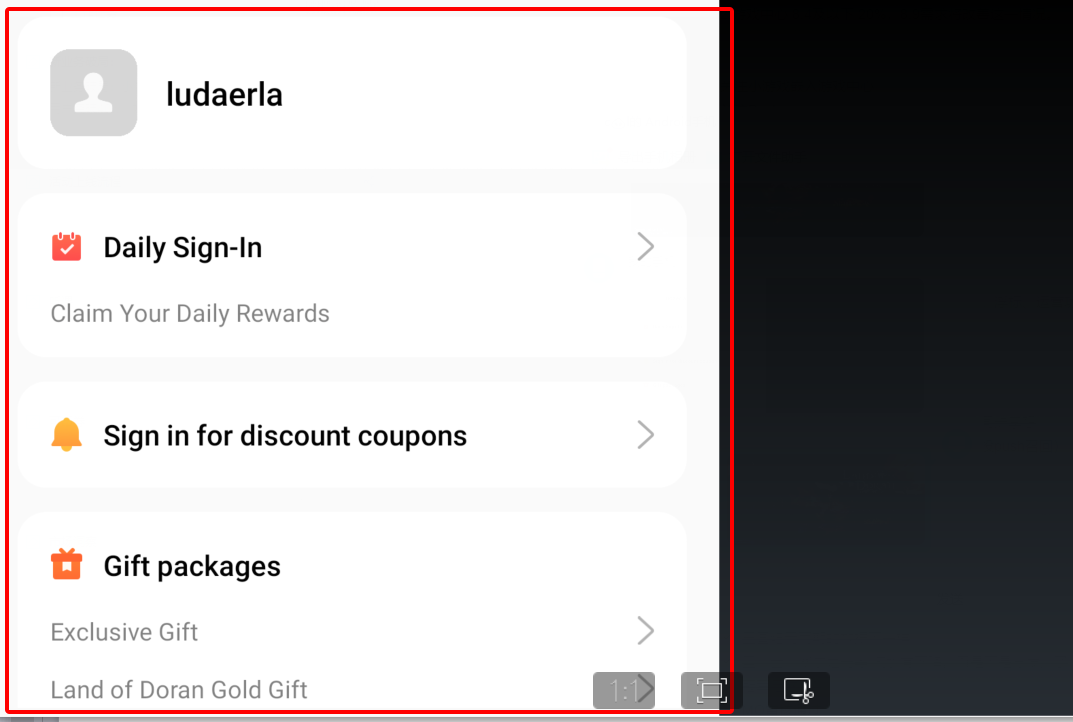 ludaerla
Daily Sign-In
Claim Your Daily Rewards
Sign in for discount coupons
Gift packages
Exclusive Gift
Land of Doran Gold Gift
1:1